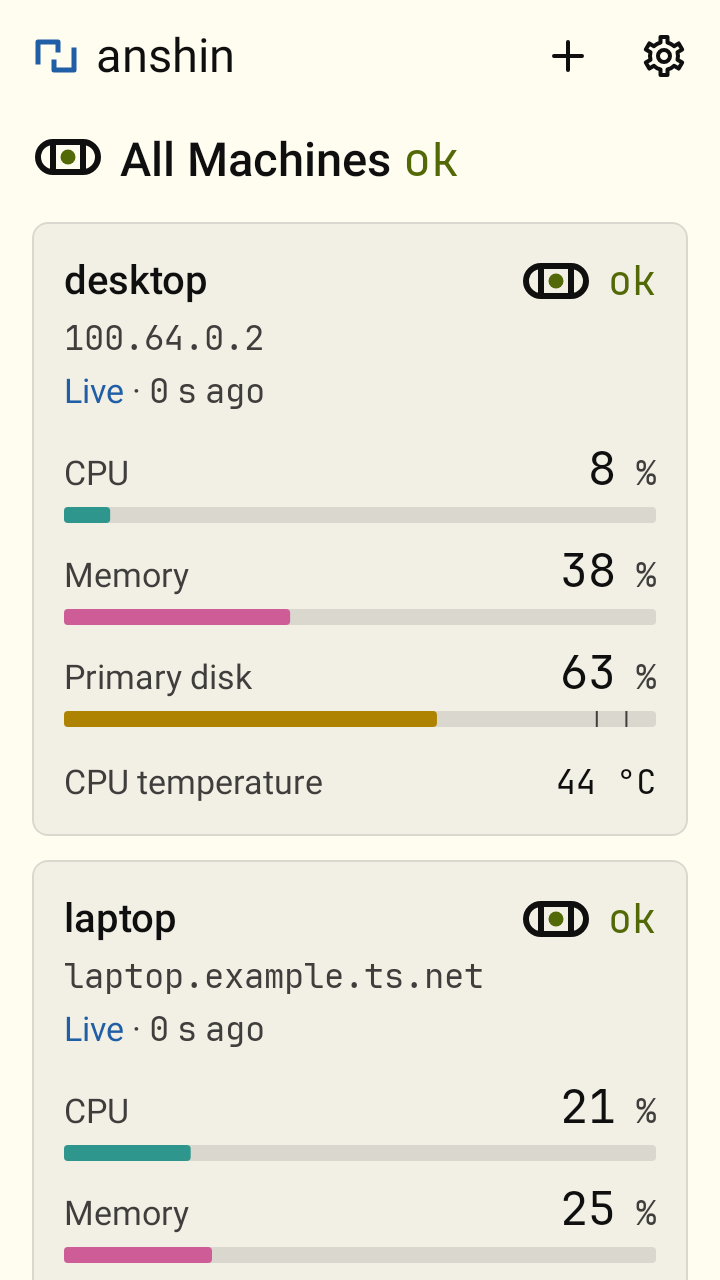 anshin
All Machines ok
desktop ok
100.64.0.2
Live · 0 s ago
CPU 8 %
Memory 38 %
Primary disk 63 %
CPU temperature 44 °C
laptop ok
laptop.example.ts.net
Live · 0 s ago
CPU 21 %
Memory 25 %